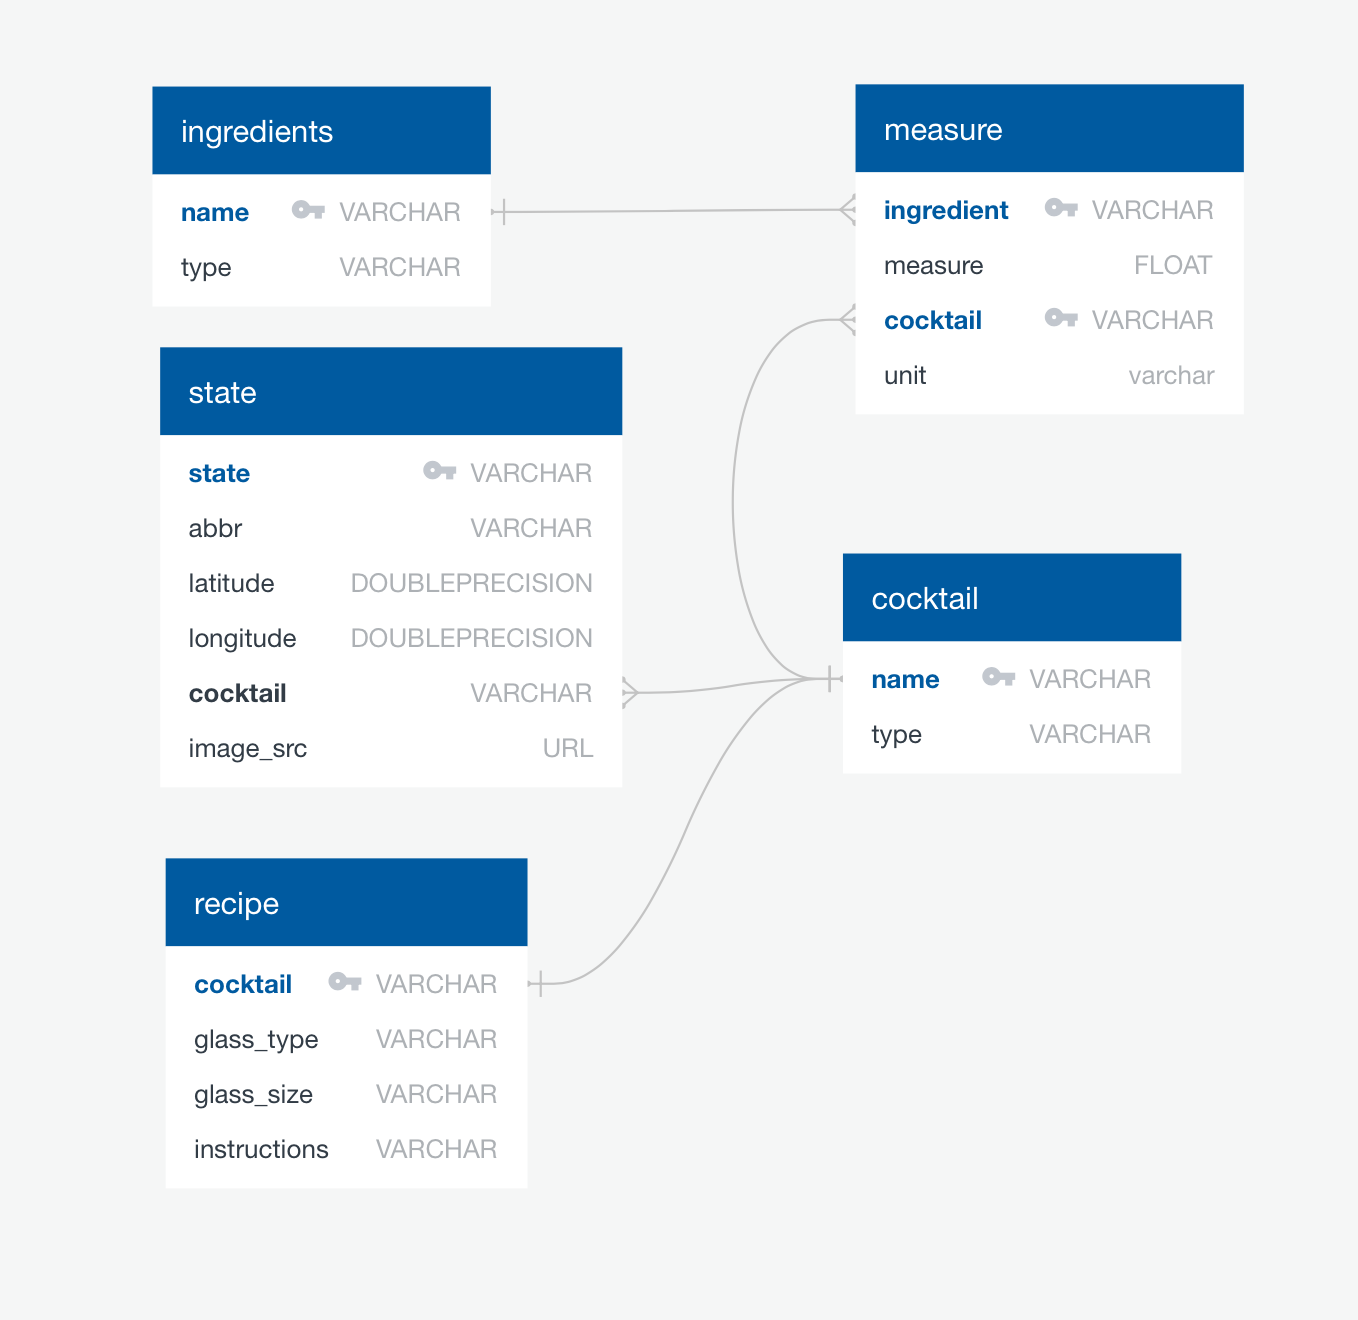 ingredients
name VARCHAR
type VARCHAR
measure
ingredient VARCHAR
measure FLOAT
cocktail VARCHAR
unit varchar
state
state VARCHAR
abbr VARCHAR
latitude DOUBLEPRECISION
longitude DOUBLEPRECISION
cocktail VARCHAR
image_src URL
cocktail
name VARCHAR
type VARCHAR
recipe
cocktail VARCHAR
glass_type VARCHAR
glass_size VARCHAR
instructions VARCHAR